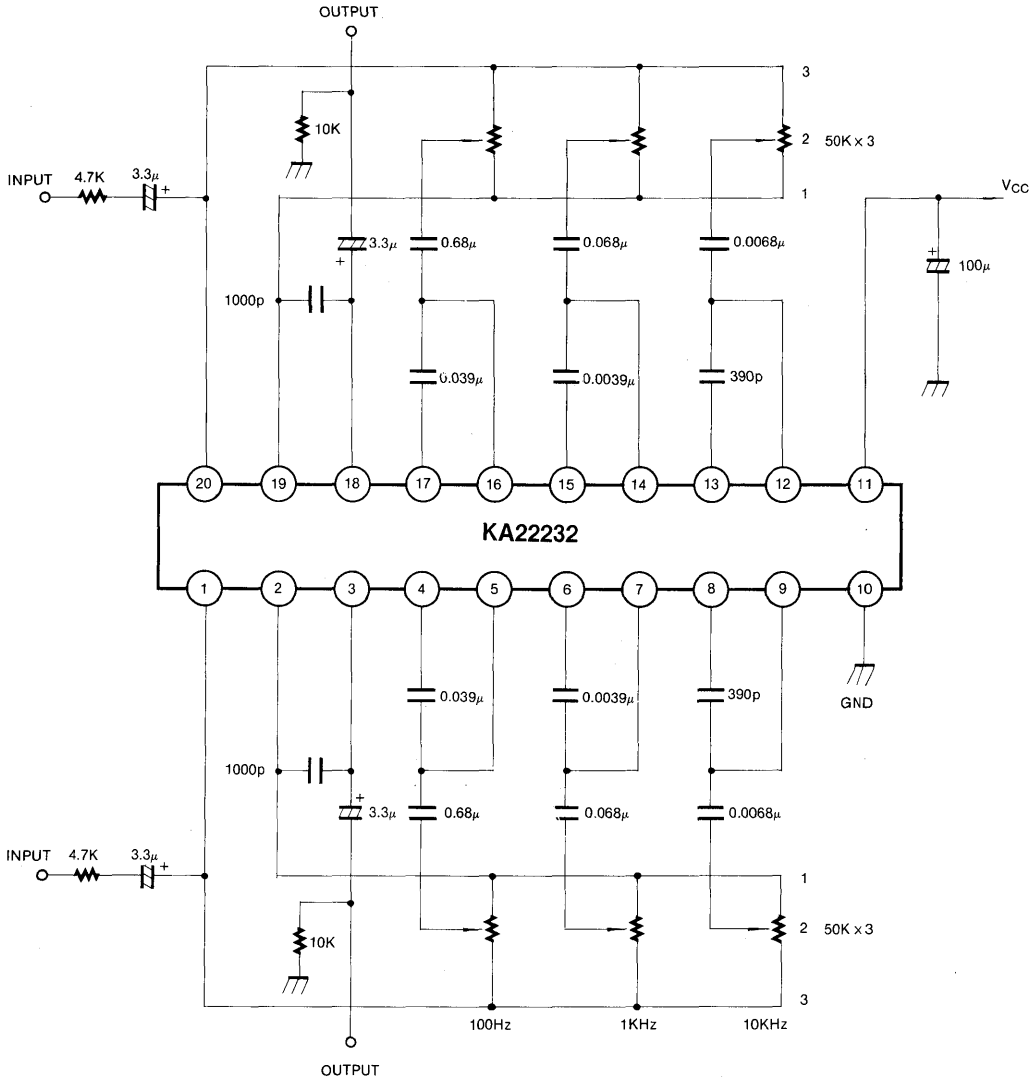 OUTPUT
3
10K
2 50K × 3
INPUT 4.7K 3.3μ +
1
VCC
3.3μ
+
0.68μ
0.068μ
0.0068μ
+
100μ
1000p
0.039μ
0.0039μ
390p
20 19 18 17 16 15 14 13 12 11
KA22232
1 2 3 4 5 6 7 8 9 10
0.039μ
0.0039μ
390p
GND
1000p
+
3.3μ
0.68μ
0.068μ
0.0068μ
INPUT 4.7K 3.3μ +
1
10K
2 50K × 3
3
100Hz 1KHz 10KHz
OUTPUT